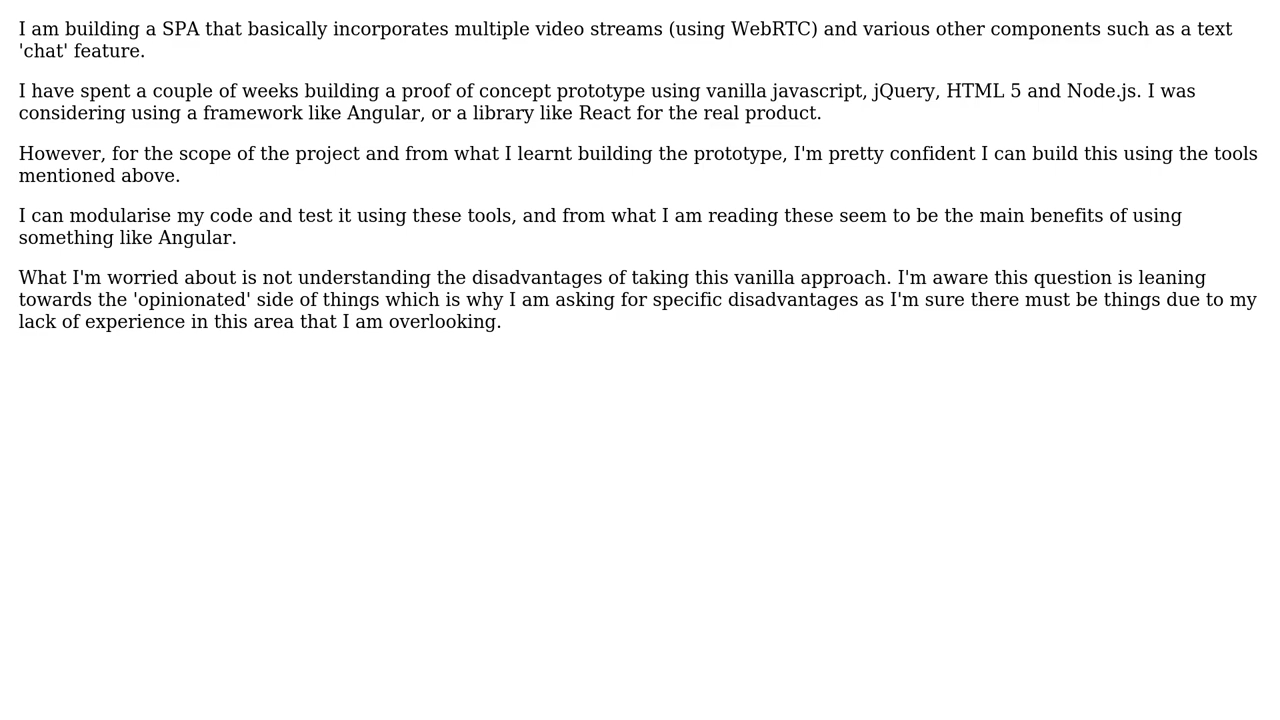 I am building a SPA that basically incorporates multiple video streams (using WebRTC) and various other components such as a text
'chat' feature.
I have spent a couple of weeks building a proof of concept prototype using vanilla javascript, jQuery, HTML 5 and Node.js. I was
considering using a framework like Angular, or a library like React for the real product.
However, for the scope of the project and from what I learnt building the prototype, I'm pretty confident I can build this using the tools
mentioned above.
I can modularise my code and test it using these tools, and from what I am reading these seem to be the main benefits of using
something like Angular.
What I'm worried about is not understanding the disadvantages of taking this vanilla approach. I'm aware this question is leaning
towards the 'opinionated' side of things which is why I am asking for specific disadvantages as I'm sure there must be things due to my
lack of experience in this area that I am overlooking.